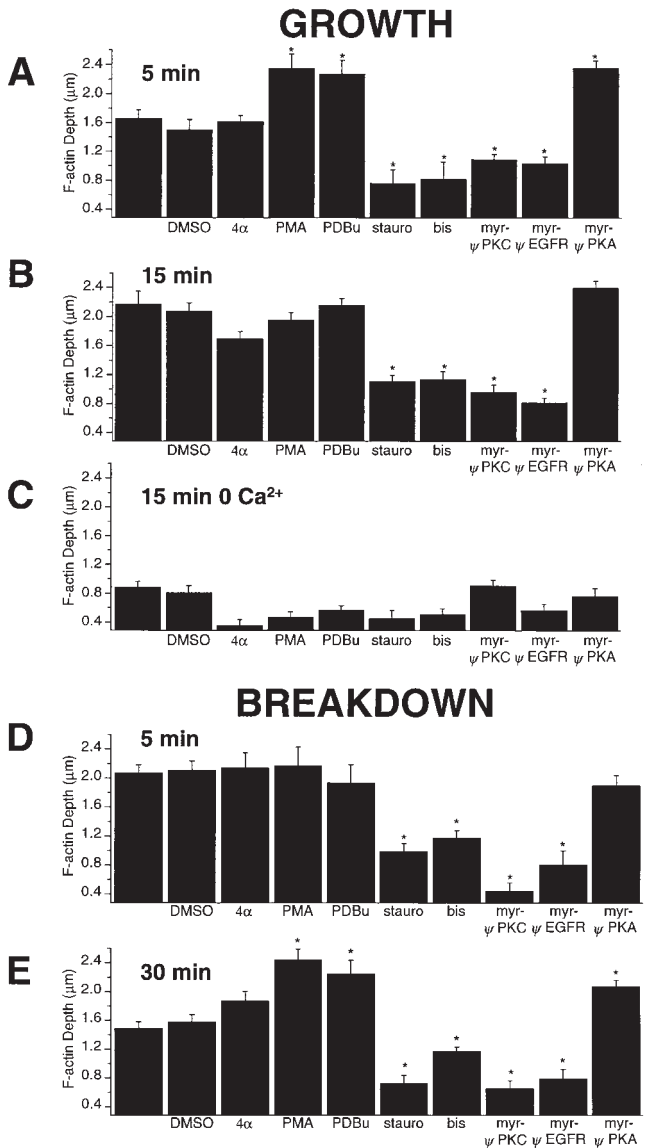 GROWTH
A
5 min
F-actin Depth (μm)
2.4
2.0
1.6
1.2
0.8
0.4
* * * * * * *
DMSO 4α PMA PDBu stauro bis myr- myr- myr-
ψ PKC ψ EGFR ψ PKA
B
15 min
F-actin Depth (μm)
2.4
2.0
1.6
1.2
0.8
0.4
* * * *
DMSO 4α PMA PDBu stauro bis myr- myr- myr-
ψ PKC ψ EGFR ψ PKA
C
15 min 0 Ca²⁺
F-actin Depth (μm)
2.4
2.0
1.6
1.2
0.8
0.4
DMSO 4α PMA PDBu stauro bis myr- myr- myr-
ψ PKC ψ EGFR ψ PKA
BREAKDOWN
D
5 min
F-actin Depth (μm)
2.4
2.0
1.6
1.2
0.8
0.4
* * * *
DMSO 4α PMA PDBu stauro bis myr- myr- myr-
ψ PKC ψ EGFR ψ PKA
E
30 min
F-actin Depth (μm)
2.4
2.0
1.6
1.2
0.8
0.4
* * * * * * *
DMSO 4α PMA PDBu stauro bis myr- myr- myr-
ψ PKC ψ EGFR ψ PKA